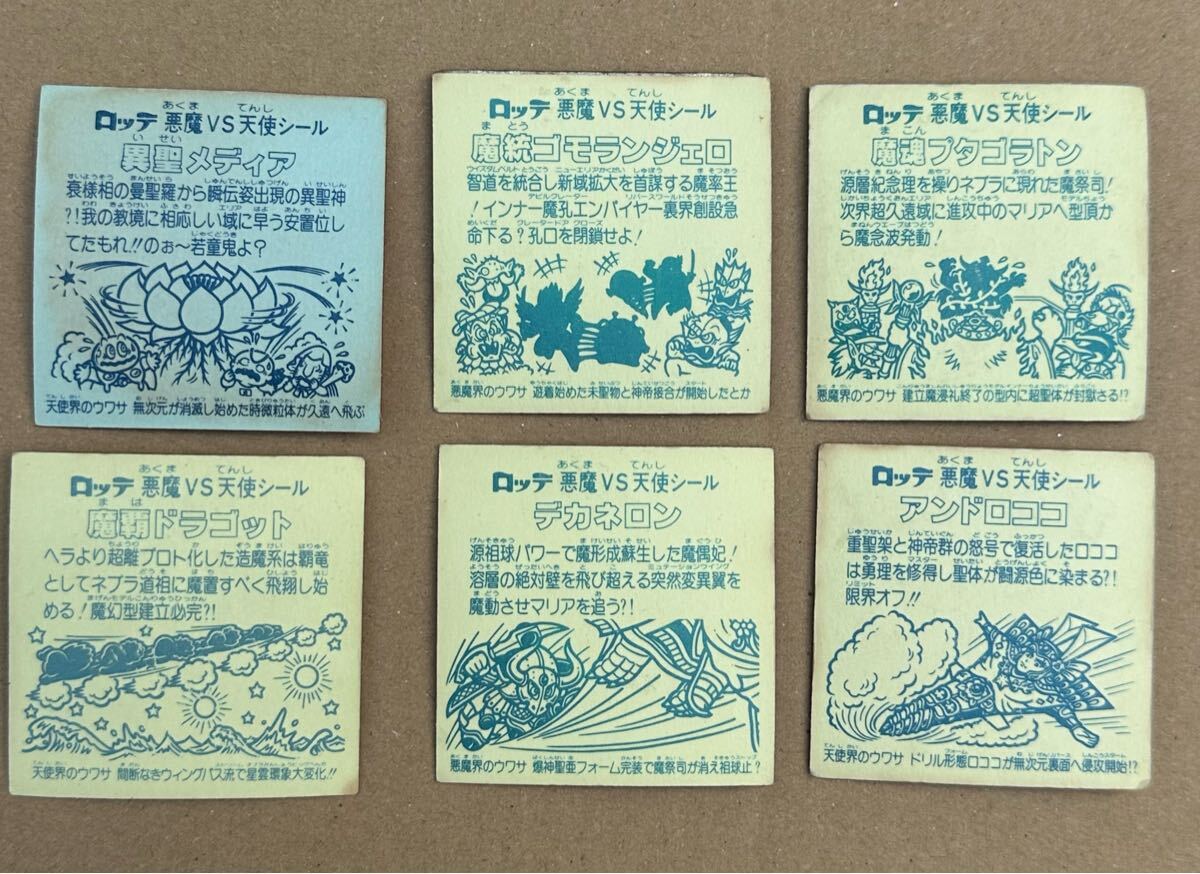 ロッテ 悪魔VS天使シール
異聖メディア
衰様相の曼聖羅から瞬伝姿出現の異聖神
?!我の教境に相応しい域に早う安置位し
てたもれ!!のぉ〜若童鬼よ?
天使界のウワサ 無次元が消滅し始めた時微粒体が久遠へ飛ぶ
ロッテ 悪魔VS天使シール
魔統ゴモランジェロ
智道を統合し新域拡大を首謀する魔率王
!インナー魔孔エンパイヤー裏界創設急
命下る?孔口を閉鎖せよ!
悪魔界のウワサ 遊着始めた未聖物と神帝接合が開始したとか
ロッテ 悪魔VS天使シール
魔魂プタゴラトン
源層紀念理を操りネブラに現れた魔祭司!
次界超久遠域に進攻中のマリアへ型頂か
ら魔念波発動!
悪魔界のウワサ 建立魔浸礼終了の型内に超聖体が封獄さる!?
ロッテ 悪魔VS天使シール
魔覇ドラゴット
ヘラより超離プロト化した造魔系は覇竜
としてネブラ道祖に魔置すべく飛翔し始
める!魔幻型建立必完?!
天使界のウワサ 間断なきウィングパス流で星雲環象大変化!!
ロッテ 悪魔VS天使シール
デカネロン
源祖球パワーで魔形成蘇生した魔偶妃!
溶層の絶対壁を飛び超える突然変異翼を
魔動させマリアを追う?!
悪魔界のウワサ 爆神聖亜フォーム完装で魔祭司が消え祖球止?
ロッテ 悪魔VS天使シール
アンドロココ
重聖架と神帝群の怒号で復活したロココ
は勇理を修得し聖体が闘源色に染まる?!
限界オフ!!
天使界のウワサ ドリル形態ロココが無次元裏面へ侵攻開始!?